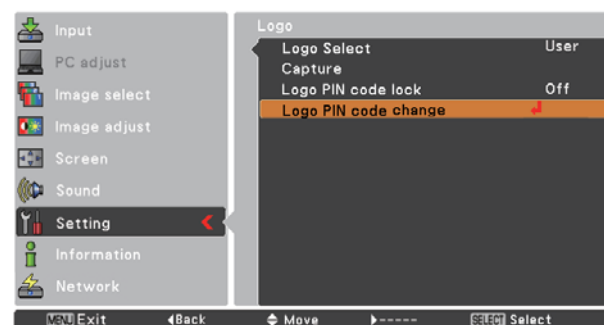 Input
PC adjust
Image select
Image adjust
Screen
Sound
Setting
Information
Network
Logo
Logo Select User
Capture
Logo PIN code lock Off
Logo PIN code change
MENU Exit Back Move ----- SELECT Select